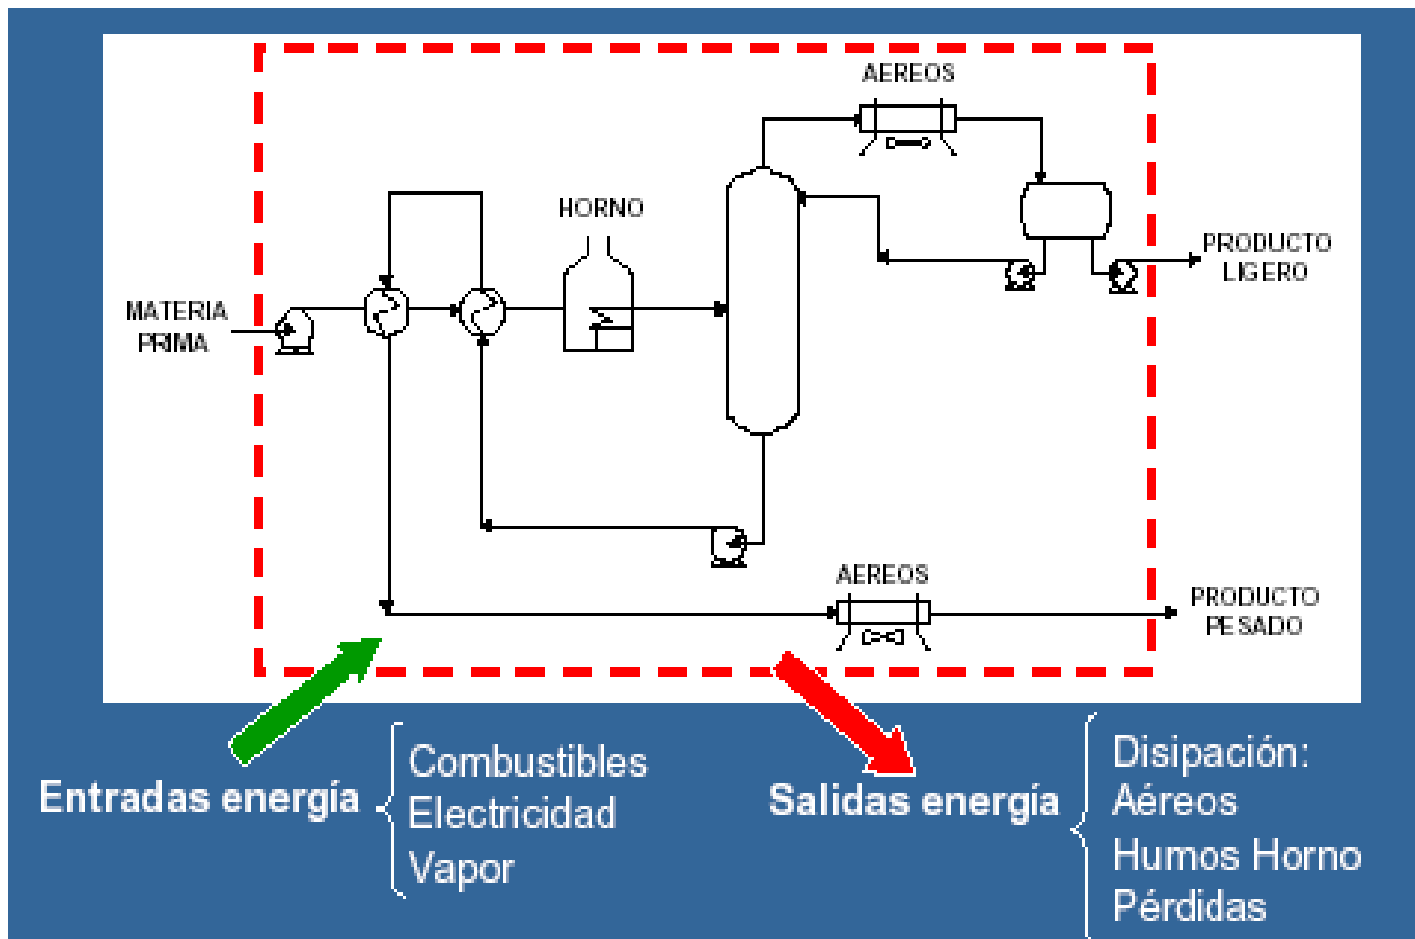 AEREOS
HORNO
MATERIA
PRIMA
PRODUCTO
LIGERO
AEREOS
PRODUCTO
PESADO
Entradas energía
Combustibles
Electricidad
Vapor
Salidas energía
Disipación:
Aéreos
Humos Horno
Pérdidas